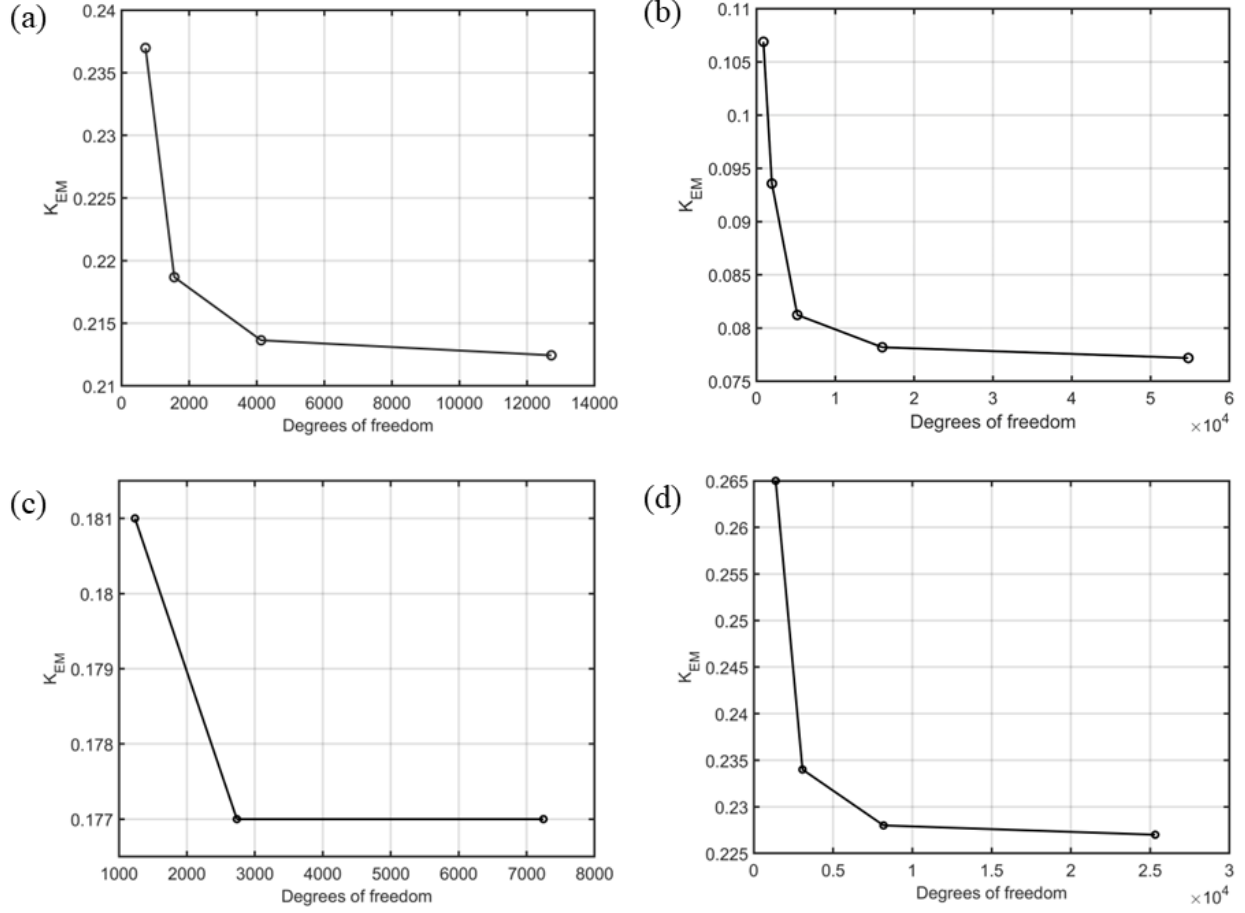 (a)
0.24
0.235
0.23
0.225
0.22
0.215
0.21
K_EM
0 2000 4000 6000 8000 10000 12000 14000
Degrees of freedom
(b)
0.11
0.105
0.1
0.095
0.09
0.085
0.08
0.075
K_EM
0 1 2 3 4 5 6
Degrees of freedom
×10^4
(c)
0.181
0.18
0.179
0.178
0.177
K_EM
1000 2000 3000 4000 5000 6000 7000 8000
Degrees of freedom
(d)
0.265
0.26
0.255
0.25
0.245
0.24
0.235
0.23
0.225
K_EM
0 0.5 1 1.5 2 2.5 3
Degrees of freedom
×10^4